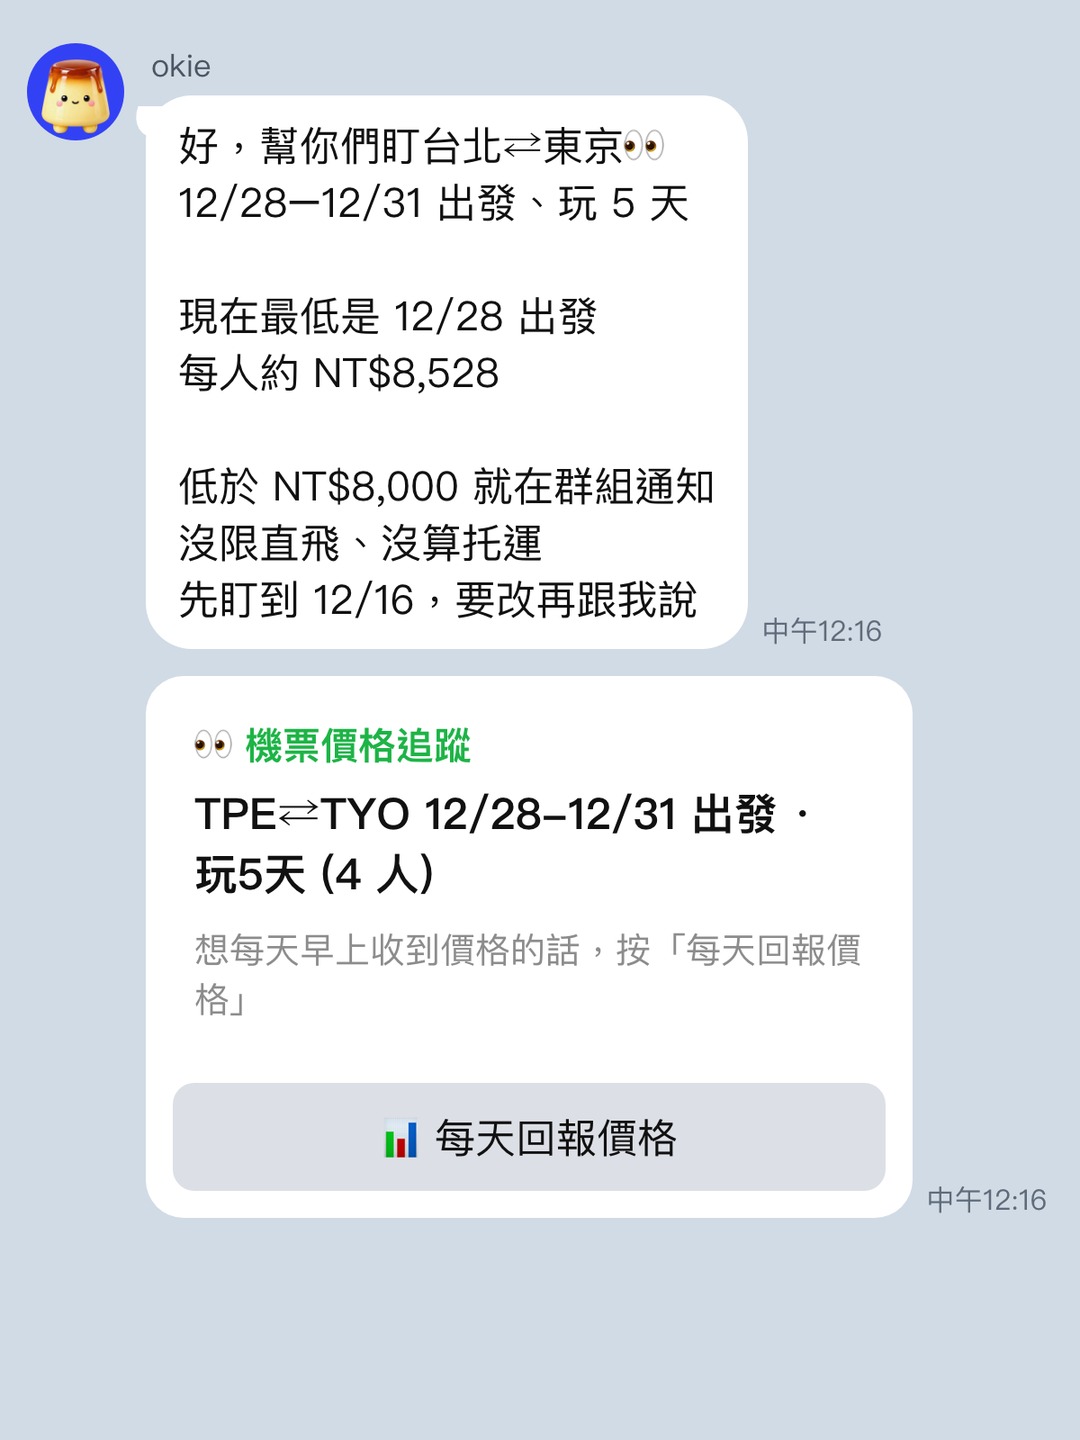 okie
好，幫你們盯台北⇄東京👀
12/28—12/31 出發、玩 5 天
現在最低是 12/28 出發
每人約 NT$8,528
低於 NT$8,000 就在群組通知
沒限直飛、沒算托運
先盯到 12/16，要改再跟我說
中午12:16
👀 機票價格追蹤
TPE⇄TYO 12/28–12/31 出發 ·
玩5天 (4 人)
想每天早上收到價格的話，按「每天回報價
格」
📊 每天回報價格
中午12:16